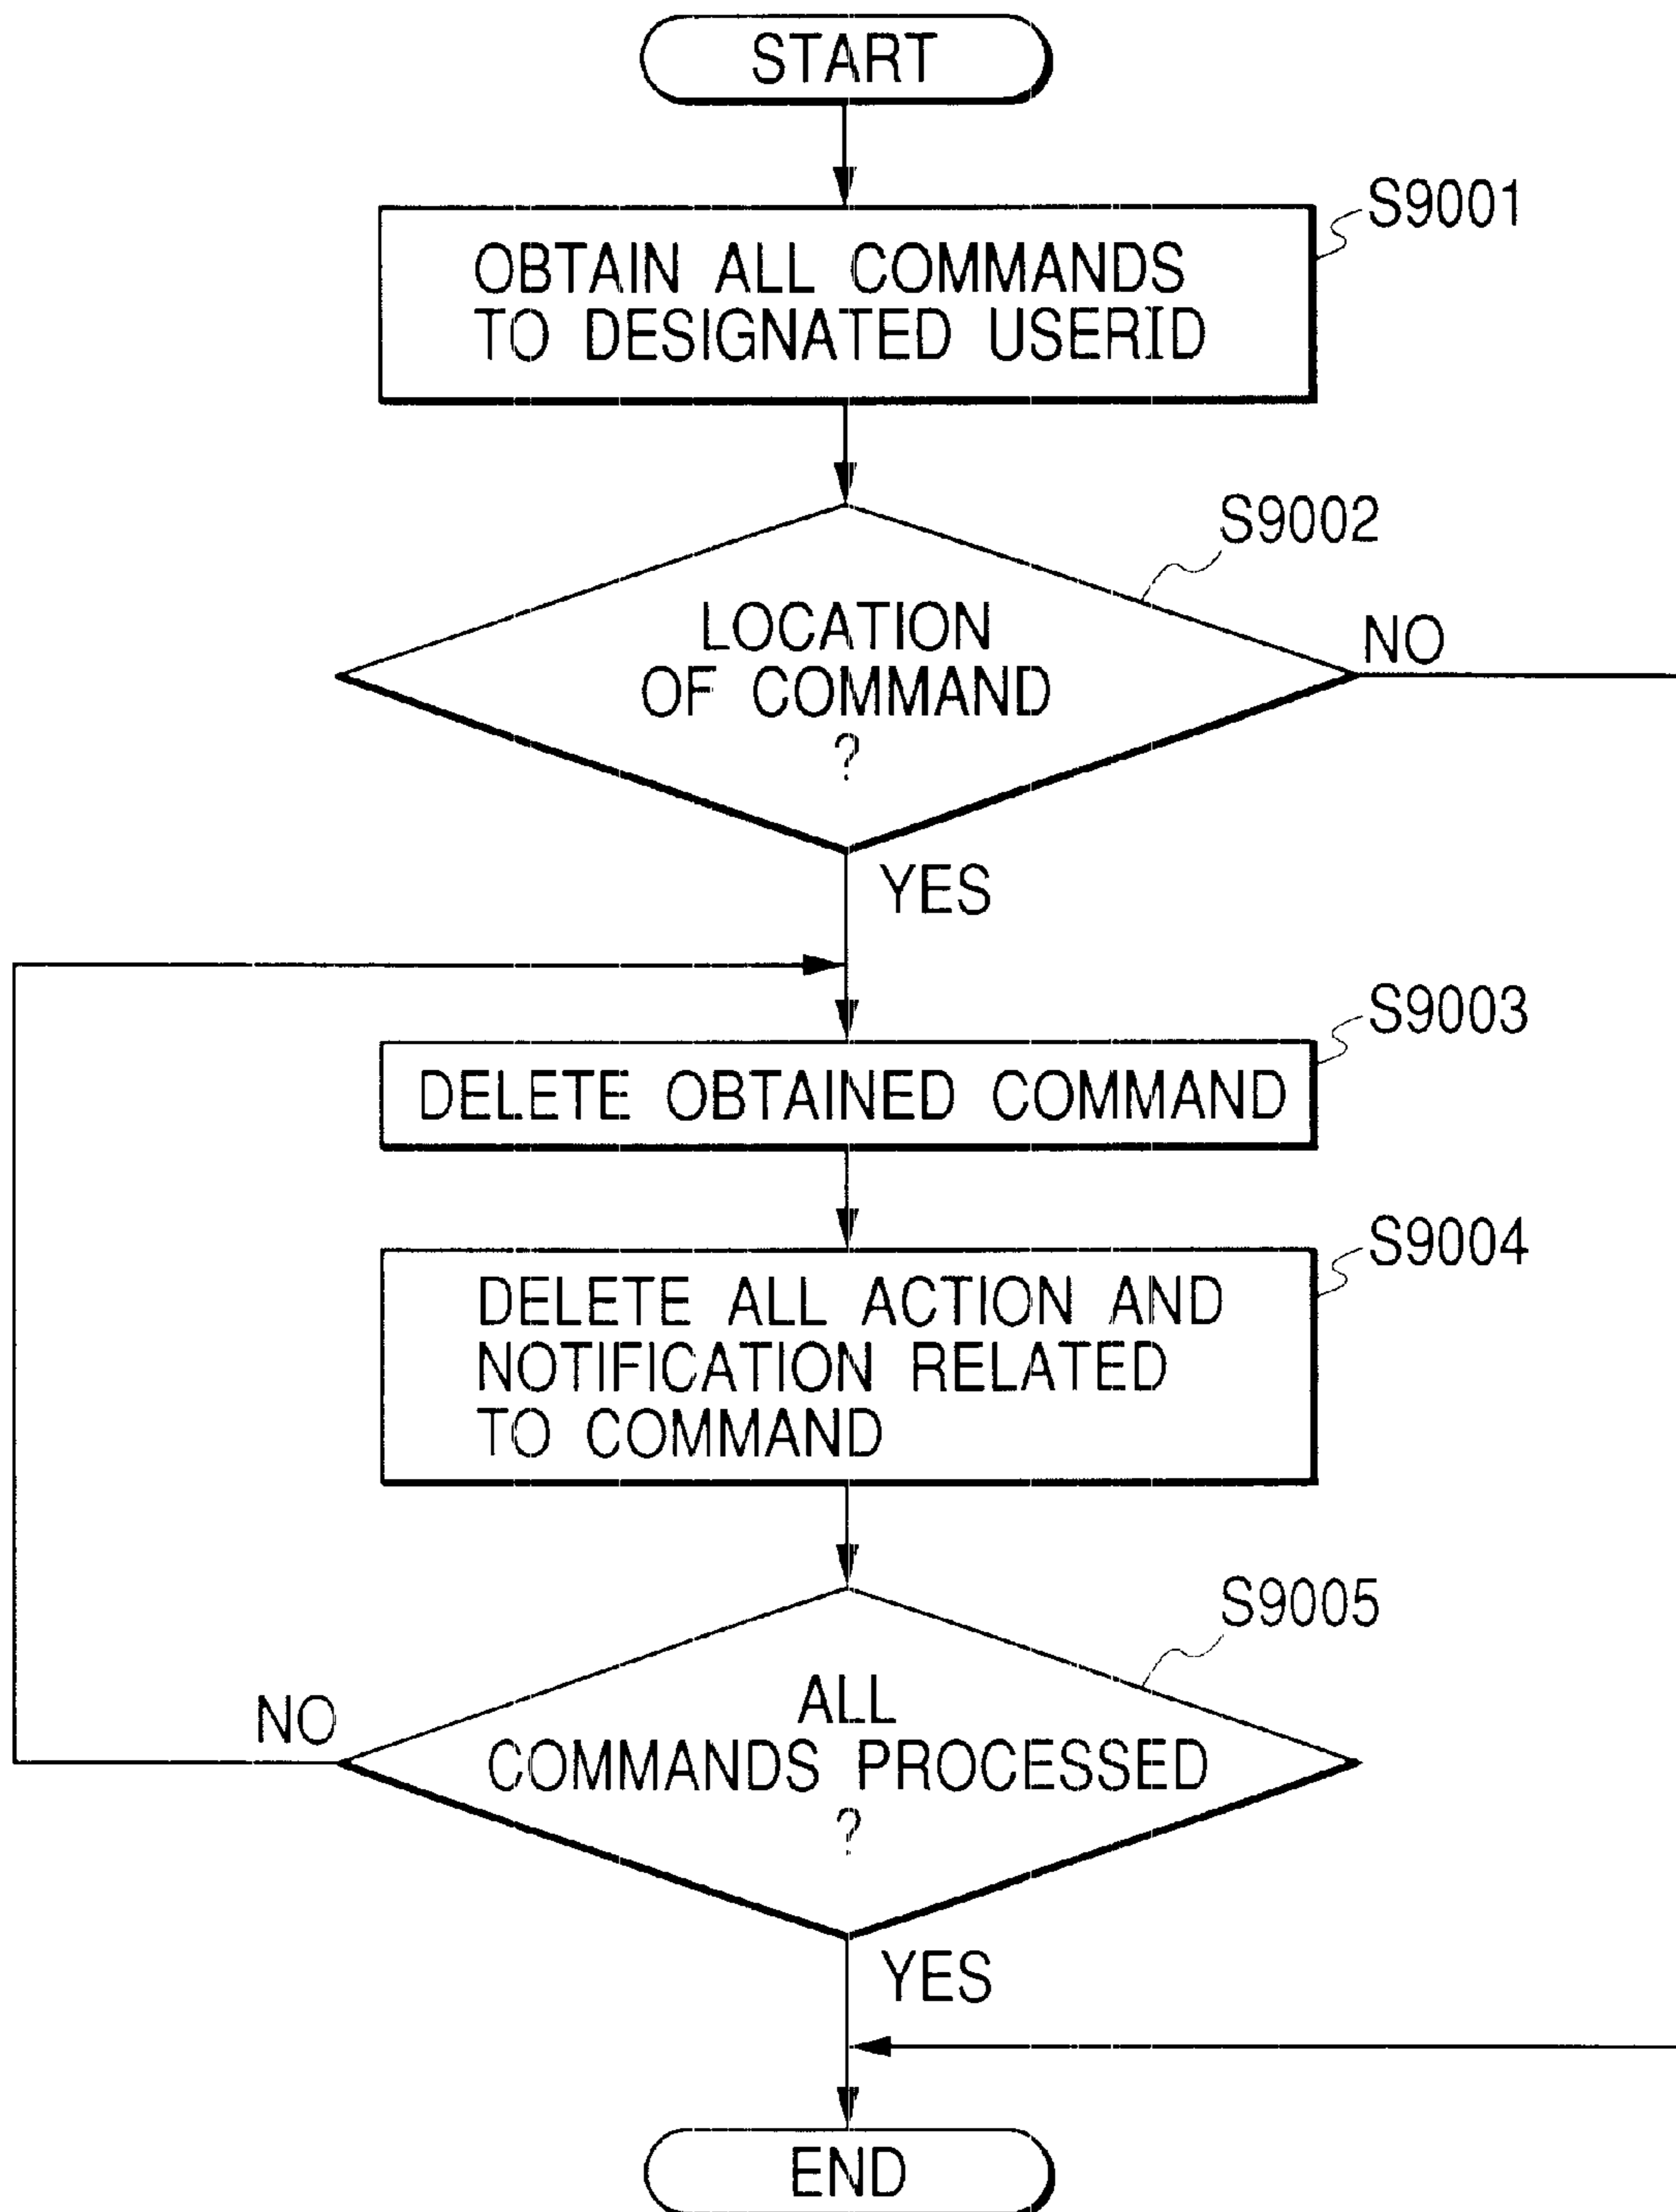 START
S9001
OBTAIN ALL COMMANDS
TO DESIGNATED USERID
S9002
LOCATION
OF COMMAND
?
NO
YES
S9003
DELETE OBTAINED COMMAND
S9004
DELETE ALL ACTION AND
NOTIFICATION RELATED
TO COMMAND
S9005
ALL
COMMANDS PROCESSED
?
NO
YES
END